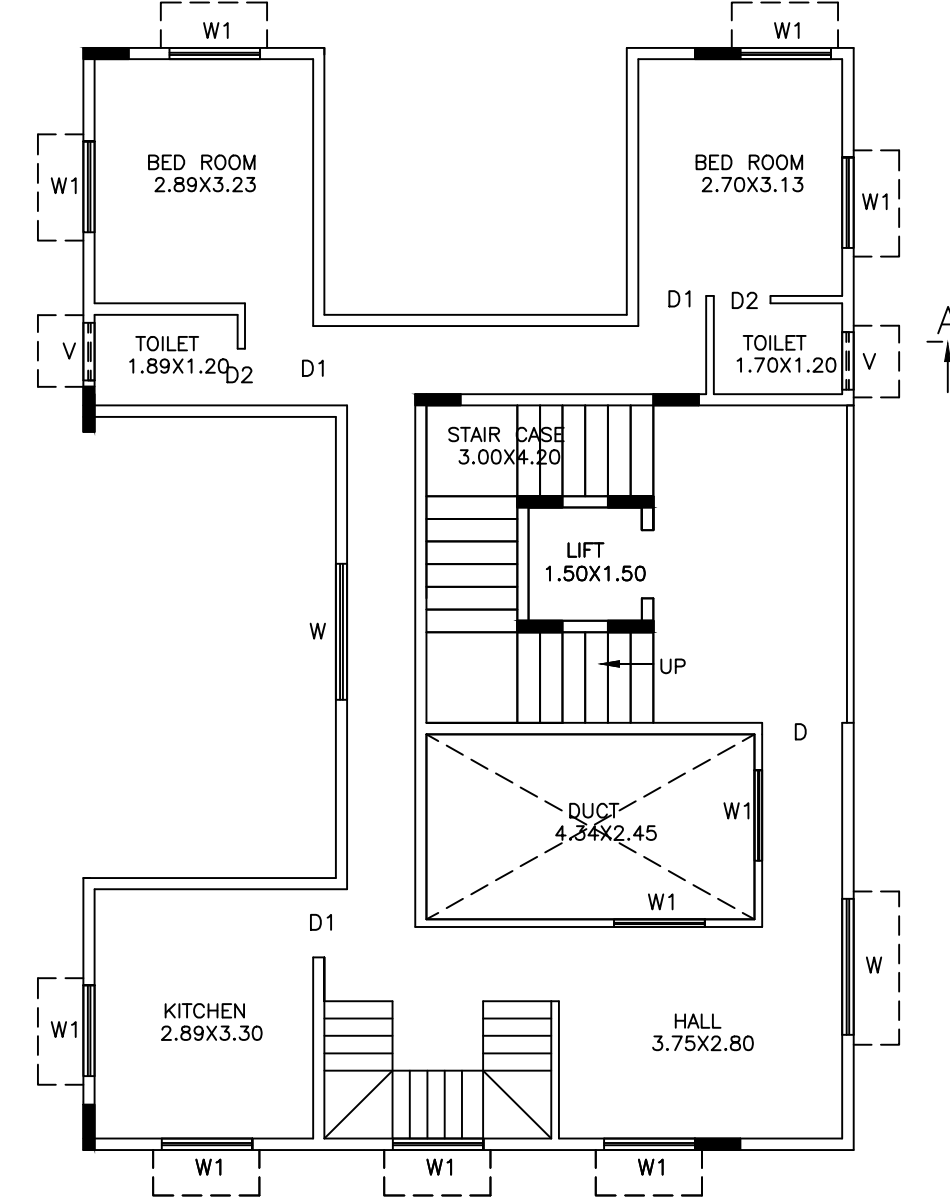 W1
W1
BED ROOM
2.89X3.23
BED ROOM
2.70X3.13
W1
W1
D1
D2
A
TOILET
1.89X1.20
D2
D1
V
TOILET
1.70X1.20
V
STAIR CASE
3.00X4.20
LIFT
1.50X1.50
W
UP
D
DUCT
4.34X2.45
W1
W1
D1
W
KITCHEN
2.89X3.30
W1
HALL
3.75X2.80
W1
W1
W1